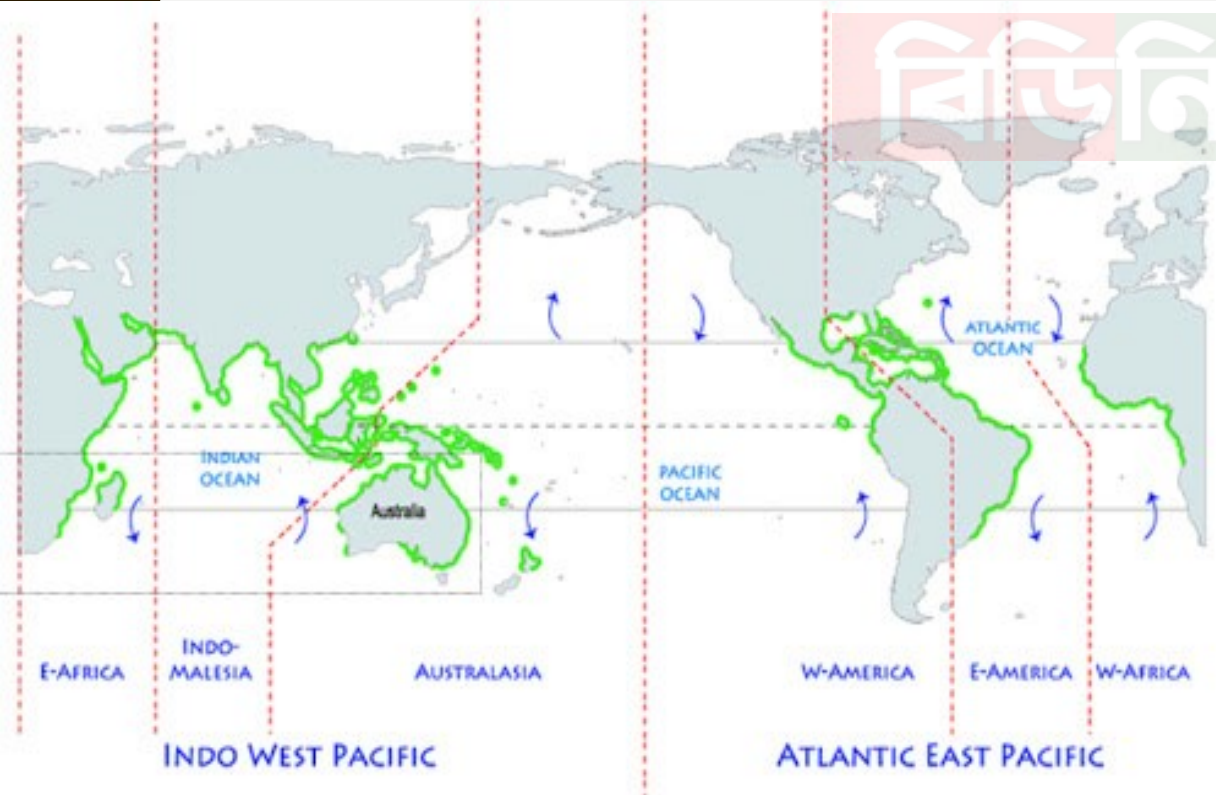 বিডিনি
ATLANTIC
OCEAN
INDIAN
OCEAN
PACIFIC
OCEAN
Australia
E-AFRICA
INDO-
MALESIA
AUSTRALASIA
W-AMERICA
E-AMERICA
W-AFRICA
INDO WEST PACIFIC
ATLANTIC EAST PACIFIC